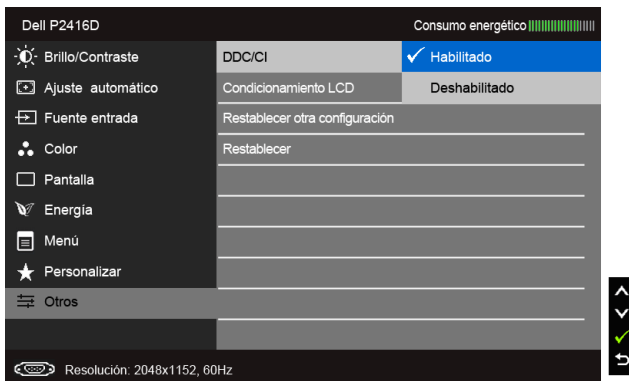 Dell P2416D
Consumo energético
Brillo/Contraste
DDC/CI
Habilitado
Ajuste automático
Condicionamiento LCD
Deshabilitado
Fuente entrada
Restablecer otra configuración
Color
Restablecer
Pantalla
Energía
Menú
Personalizar
Otros
Resolución: 2048x1152, 60Hz